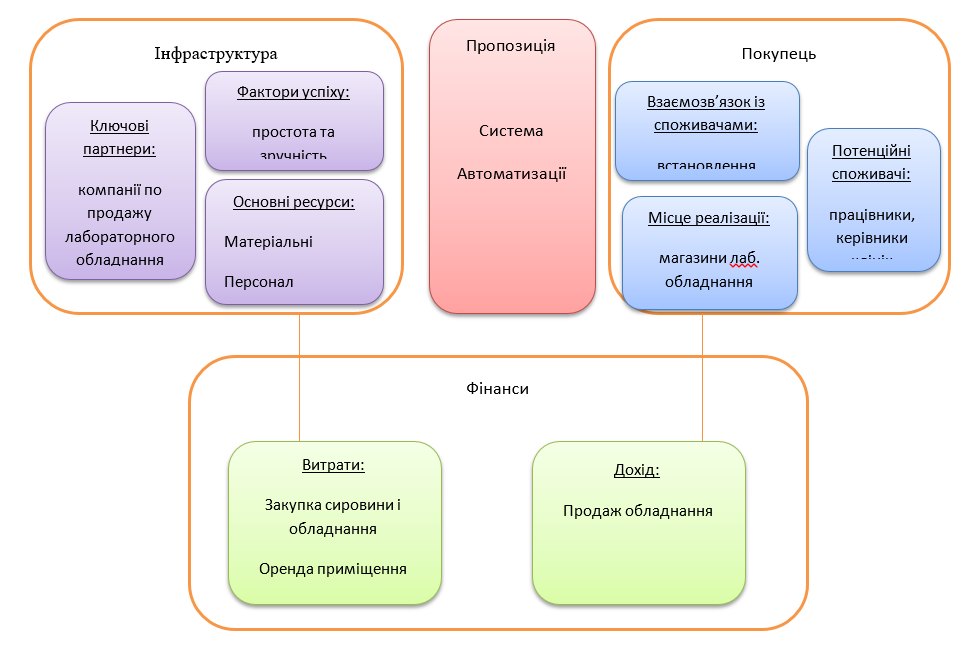 Інфраструктура
Ключові
партнери:
компанії по
продажу
лабораторного
обладнання
Фактори успіху:
простота та
зручність
Основні ресурси:
Матеріальні
Персонал
Пропозиція
Система
Автоматизації
Покупець
Взаємозв’язок із
споживачами:
встановлення
Місце реалізації:
магазини лаб.
обладнання
Потенційні
споживачі:
працівники,
керівники
Фінанси
Витрати:
Закупка сировини і
обладнання
Оренда приміщення
Дохід:
Продаж обладнання